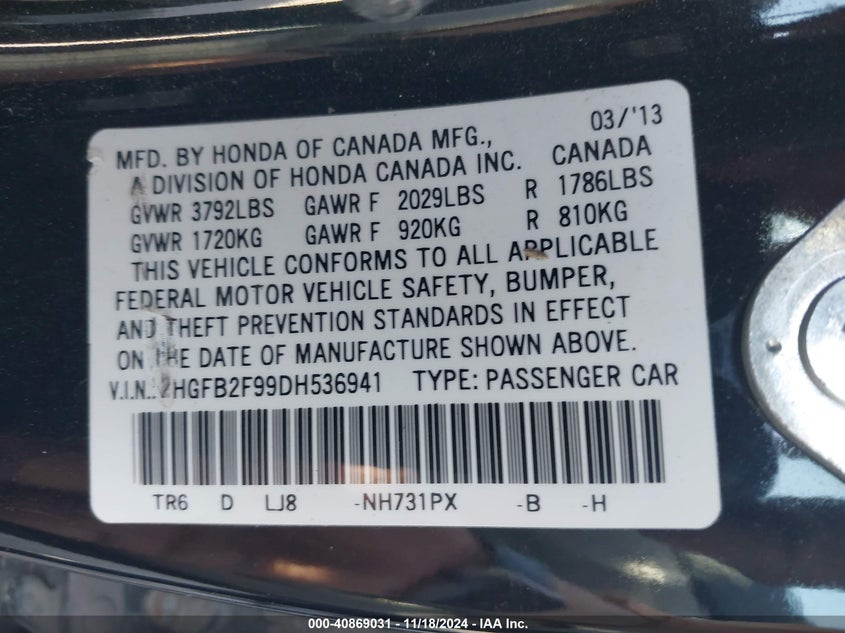 03/'13
MFD. BY HONDA OF CANADA MFG.,
A DIVISION OF HONDA CANADA INC. CANADA
GVWR 3792LBS GAWR F 2029LBS R 1786LBS
GVWR 1720KG GAWR F 920KG R 810KG
THIS VEHICLE CONFORMS TO ALL APPLICABLE
FEDERAL MOTOR VEHICLE SAFETY, BUMPER,
AND THEFT PREVENTION STANDARDS IN EFFECT
ON THE DATE OF MANUFACTURE SHOWN ABOVE.
V.I.N.: 2HGFB2F99DH536941 TYPE: PASSENGER CAR
TR6 D LJ8 -NH731PX -B -H
000-40869031 - 11/18/2024 - IAA Inc.